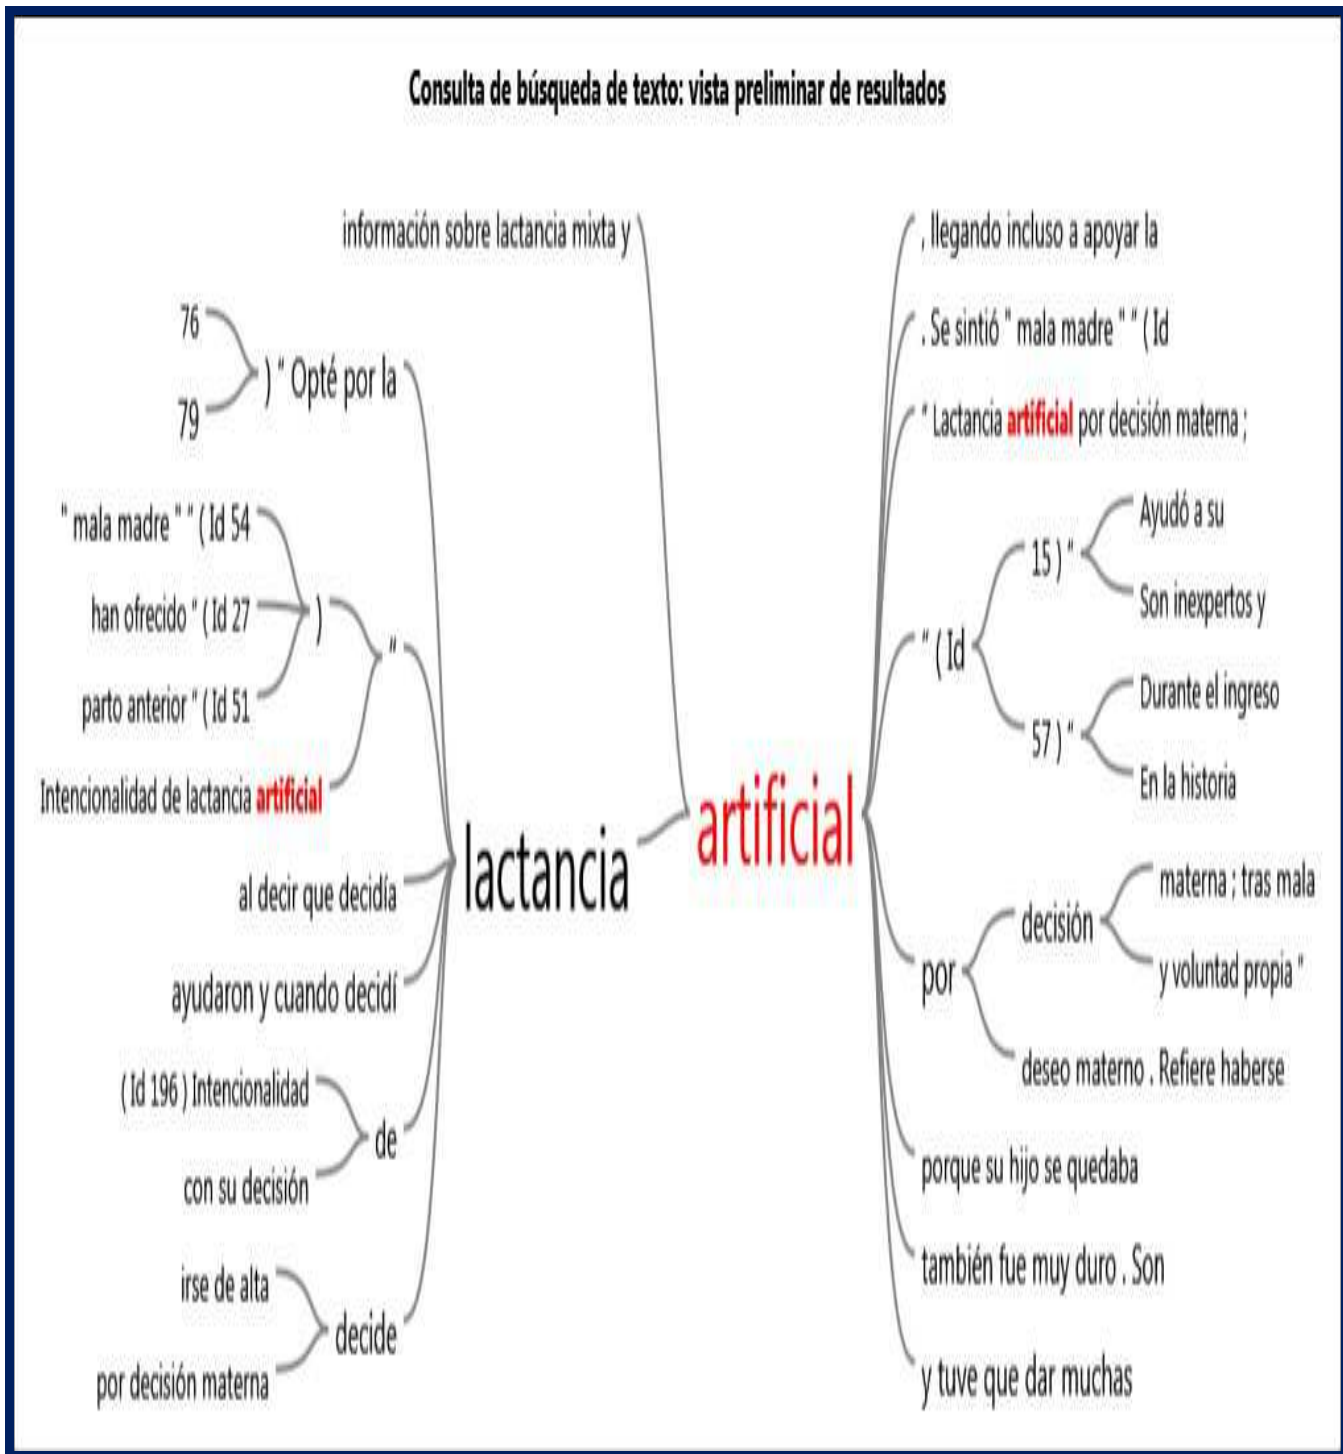 Consulta de búsqueda de texto: vista preliminar de resultados
información sobre lactancia mixta y
76
79
) " Opté por la
" mala madre " " ( Id 54
han ofrecido " ( Id 27
parto anterior " ( Id 51
)
"
Intencionalidad de lactancia artificial
al decir que decidía
ayudaron y cuando decidí
( Id 196 ) Intencionalidad
con su decisión
de
irse de alta
por decisión materna
decide
lactancia
artificial
, llegando incluso a apoyar la
. Se sintió " mala madre " " ( Id
" Lactancia artificial por decisión materna ;
" ( Id
15 ) "
Ayudó a su
Son inexpertos y
57 ) "
Durante el ingreso
En la historia
por
decisión
materna ; tras mala
y voluntad propia "
deseo materno . Refiere haberse
porque su hijo se quedaba
también fue muy duro . Son
y tuve que dar muchas